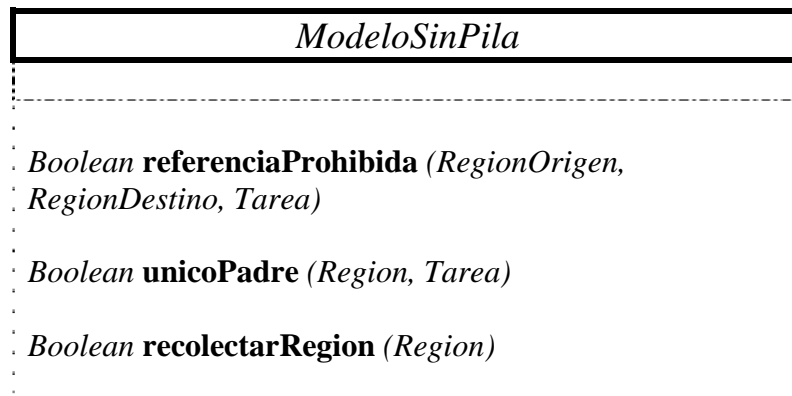 ModeloSinPila
Boolean referenciaProhibida (RegionOrigen,
RegionDestino, Tarea)
Boolean unicoPadre (Region, Tarea)
Boolean recolectarRegion (Region)